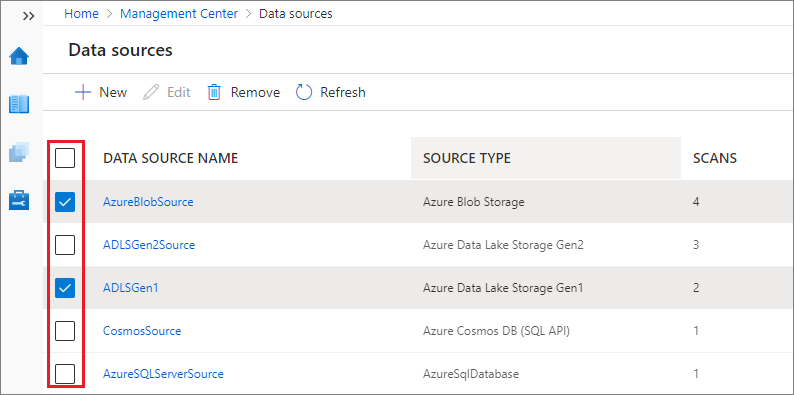 Home > Management Center > Data sources
Data sources
New Edit Remove Refresh
DATA SOURCE NAME SOURCE TYPE SCANS
AzureBlobSource Azure Blob Storage 4
ADLSGen2Source Azure Data Lake Storage Gen2 3
ADLSGen1 Azure Data Lake Storage Gen1 2
CosmosSource Azure Cosmos DB (SQL API) 1
AzureSQLServerSource AzureSqlDatabase 1